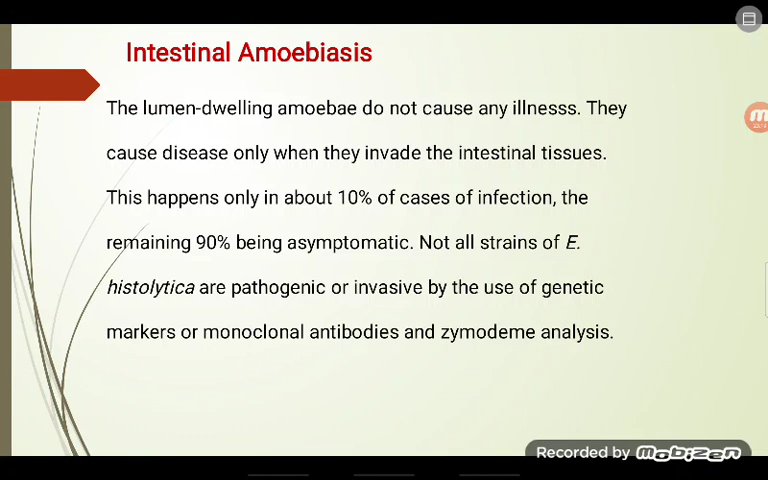 Intestinal Amoebiasis
The lumen-dwelling amoebae do not cause any illnesss. They
cause disease only when they invade the intestinal tissues.
This happens only in about 10% of cases of infection, the
remaining 90% being asymptomatic. Not all strains of E.
histolytica are pathogenic or invasive by the use of genetic
markers or monoclonal antibodies and zymodeme analysis.
Recorded by mobizen